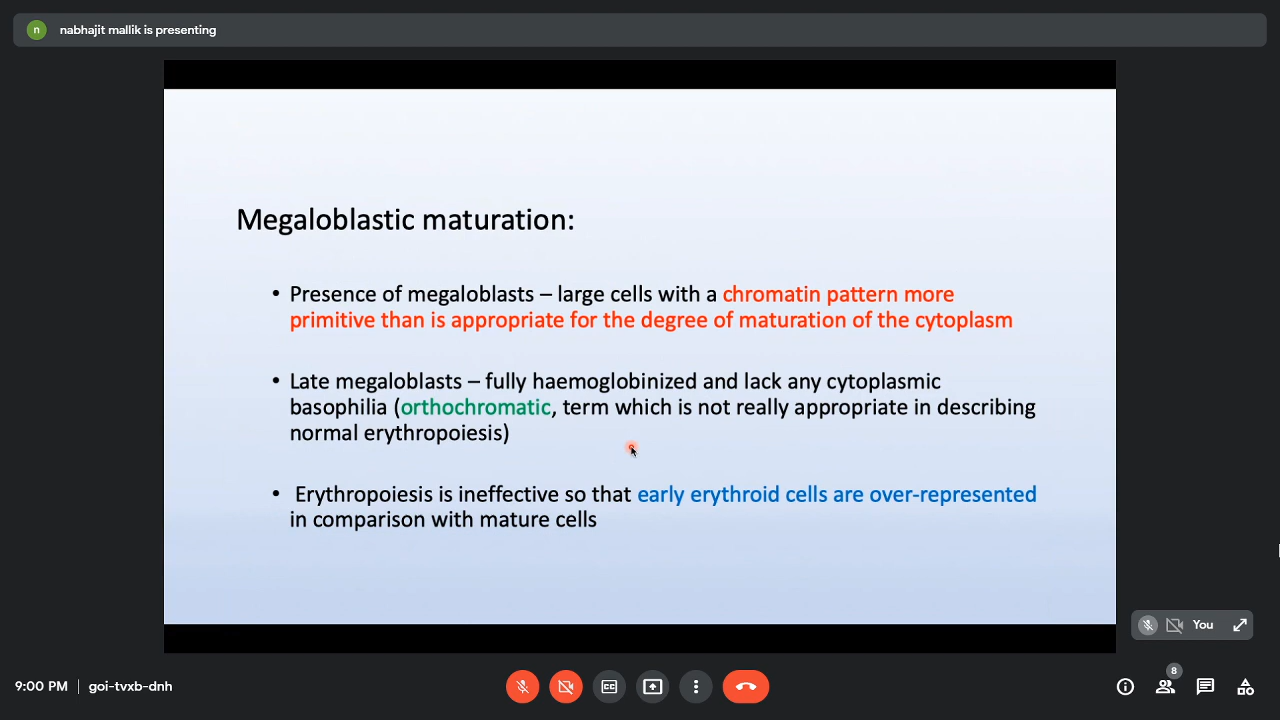 n nabhajit mallik is presenting
Megaloblastic maturation:
• Presence of megaloblasts – large cells with a chromatin pattern more
primitive than is appropriate for the degree of maturation of the cytoplasm
• Late megaloblasts – fully haemoglobinized and lack any cytoplasmic
basophilia (orthochromatic, term which is not really appropriate in describing
normal erythropoiesis)
• Erythropoiesis is ineffective so that early erythroid cells are over-represented
in comparison with mature cells
You
9:00 PM | goi-tvxb-dnh
CC
8